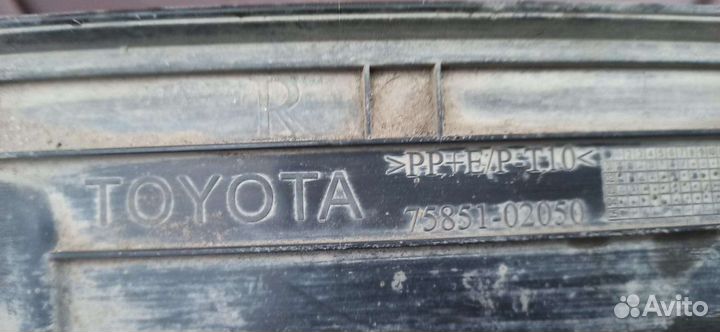 R
>PP+E/P-T10<
TOYOTA
75851-02050
Avito